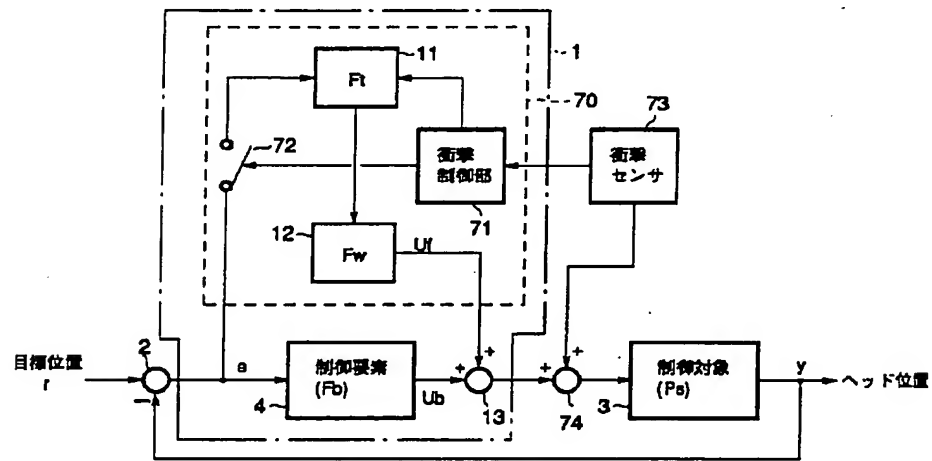 11
1
Ft
70
73
72
衝撃
制御部
衝撃
センサ
71
12
Fw
Uf
目標位置
r
2
−
e
制御要素
(Fb)
4
Ub
+
+
13
+
+
74
制御対象
(Ps)
3
y
ヘッド位置